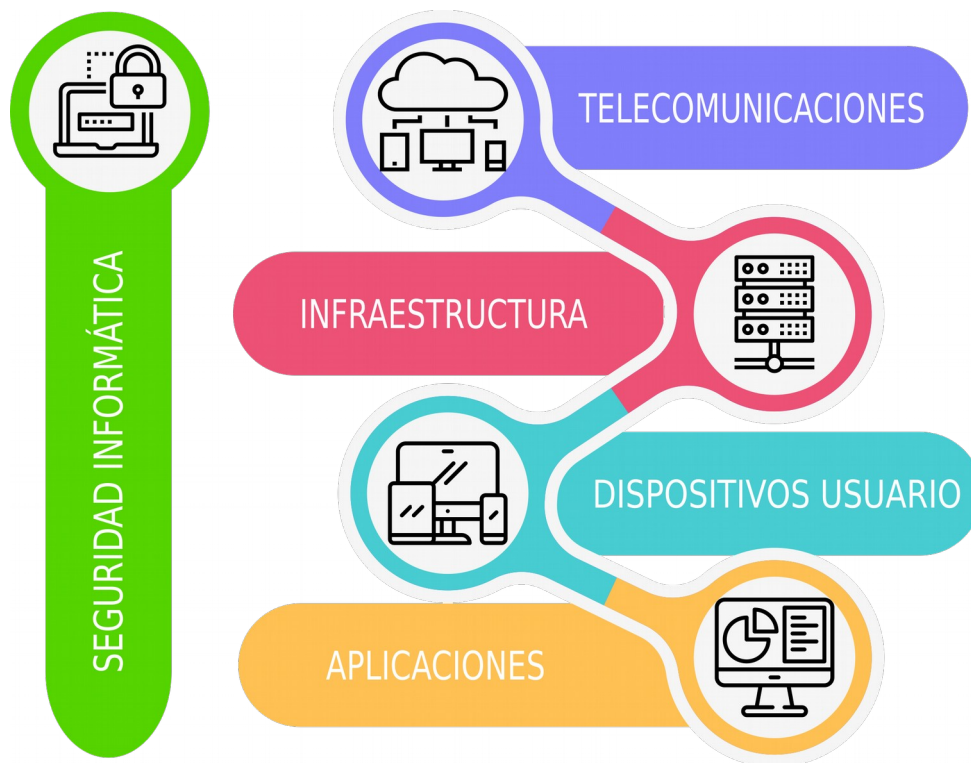 SEGURIDAD INFORMÁTICA
TELECOMUNICACIONES
INFRAESTRUCTURA
DISPOSITIVOS USUARIO
APLICACIONES